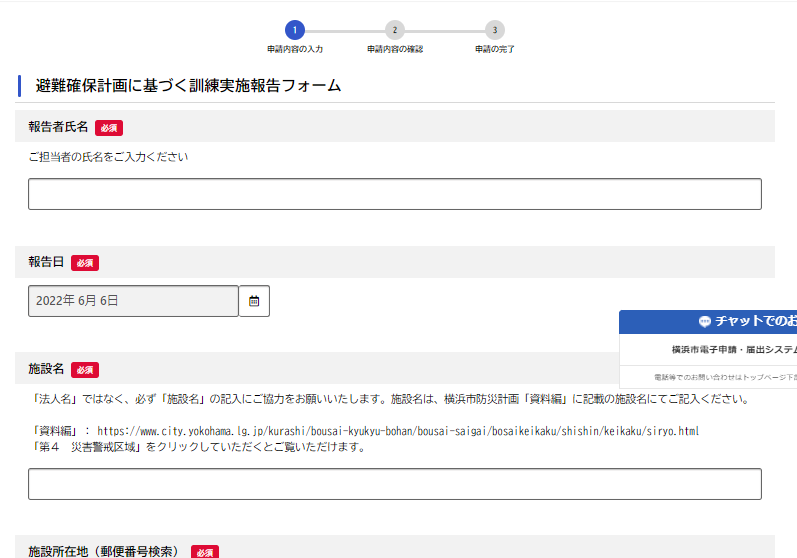 1 2 3
申請内容の入力 申請内容の確認 申請の完了
避難確保計画に基づく訓練実施報告フォーム
報告者氏名 必須
ご担当者の氏名をご入力ください
報告日 必須
2022年 6月 6日
チャットでのお
横浜市電子申請・届出システム
電話等でのお問い合わせはトップページ下
施設名 必須
「法人名」ではなく、必ず「施設名」の記入にご協力をお願いいたします。施設名は、横浜市防災計画「資料編」に記載の施設名にてご記入ください。
「資料編」： https://www.city.yokohama.lg.jp/kurashi/bousai-kyukyu-bohan/bousai-saigai/bosaikeikaku/shishin/keikaku/siryo.html
「第４　災害警戒区域」をクリックしていただくとご覧いただけます。
施設所在地（郵便番号検索） 必須